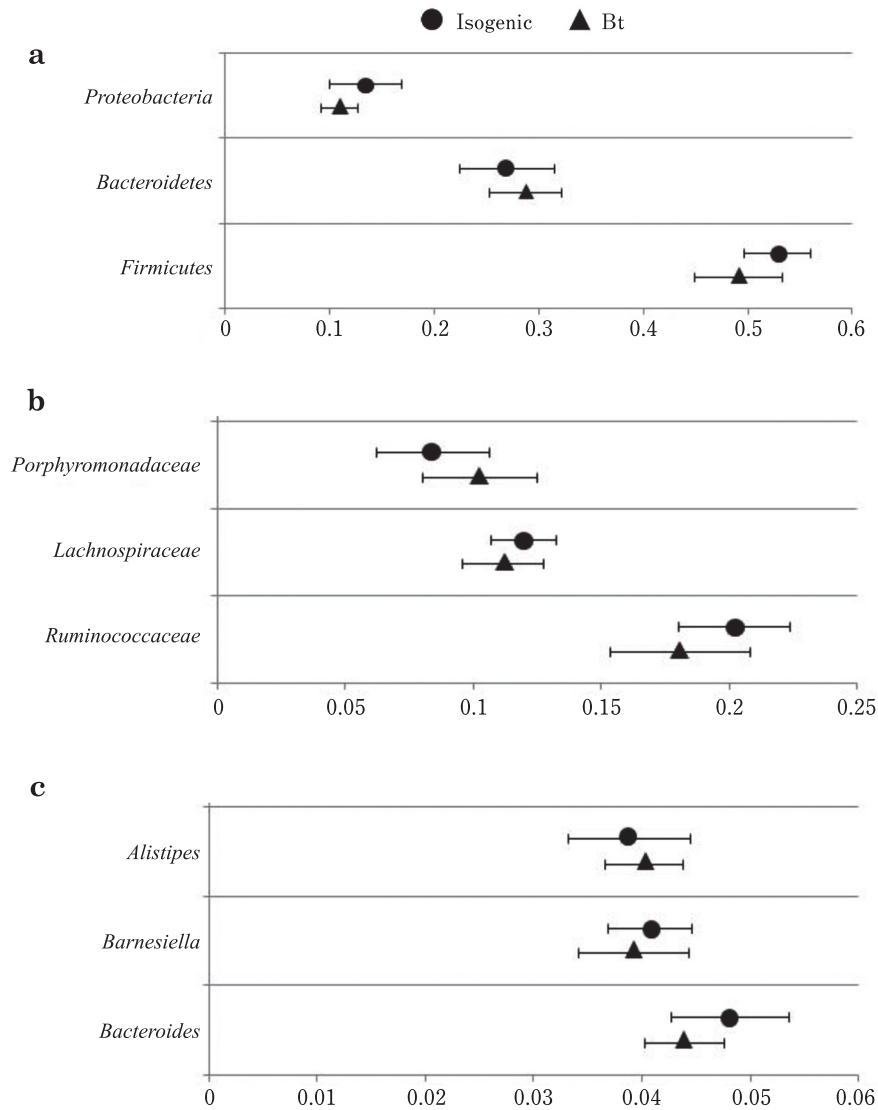 Isogenic Bt
a
Proteobacteria
Bacteroidetes
Firmicutes
0 0.1 0.2 0.3 0.4 0.5 0.6
b
Porphyromonadaceae
Lachnospiraceae
Ruminococcaceae
0 0.05 0.1 0.15 0.2 0.25
c
Alistipes
Barnesiella
Bacteroides
0 0.01 0.02 0.03 0.04 0.05 0.06